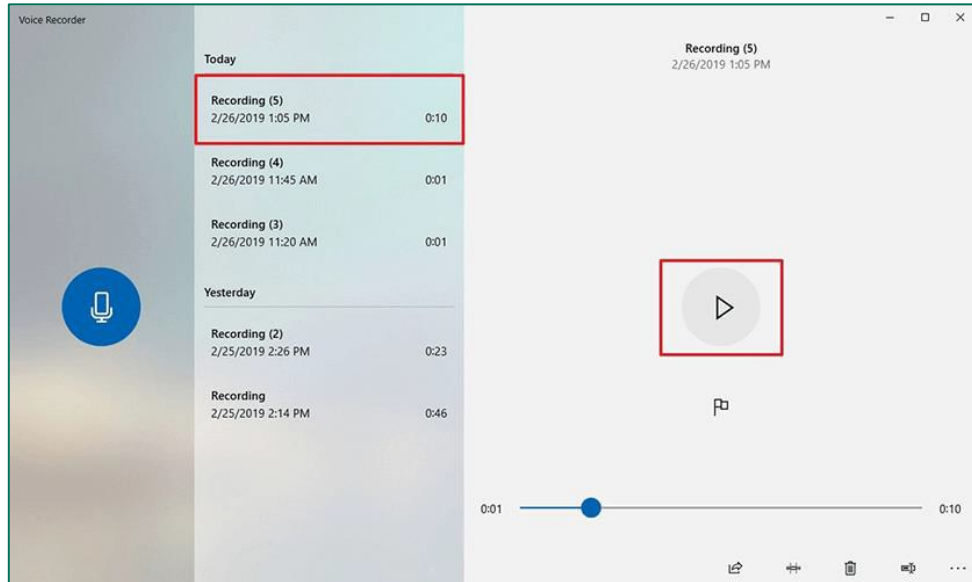 Voice Recorder
Today
Recording (5)
2/26/2019 1:05 PM 0:10
Recording (4)
2/26/2019 11:45 AM 0:01
Recording (3)
2/26/2019 11:20 AM 0:01
Yesterday
Recording (2)
2/25/2019 2:26 PM 0:23
Recording
2/25/2019 2:14 PM 0:46
Recording (5)
2/26/2019 1:05 PM
0:01 0:10